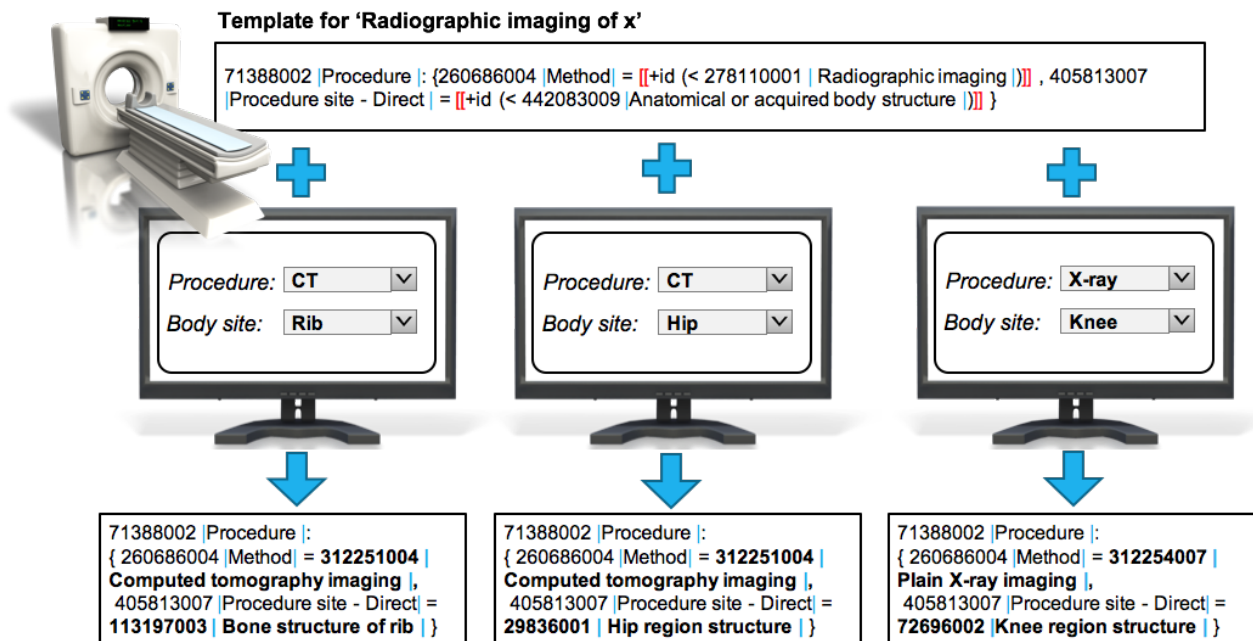 Template for ‘Radiographic imaging of x’
71388002 |Procedure |: {260686004 |Method| = [[+id (< 278110001 | Radiographic imaging |)]] , 405813007
|Procedure site - Direct | = [[+id (< 442083009 |Anatomical or acquired body structure |)]] }
Procedure: CT
Body site: Rib
Procedure: CT
Body site: Hip
Procedure: X-ray
Body site: Knee
71388002 |Procedure |:
{ 260686004 |Method| = 312251004 |
Computed tomography imaging |,
405813007 |Procedure site - Direct| =
113197003 | Bone structure of rib | }
71388002 |Procedure |:
{ 260686004 |Method| = 312251004 |
Computed tomography imaging |,
405813007 |Procedure site - Direct| =
29836001 | Hip region structure | }
71388002 |Procedure |:
{ 260686004 |Method| = 312254007 |
Plain X-ray imaging |,
405813007 |Procedure site - Direct| =
72696002 |Knee region structure | }